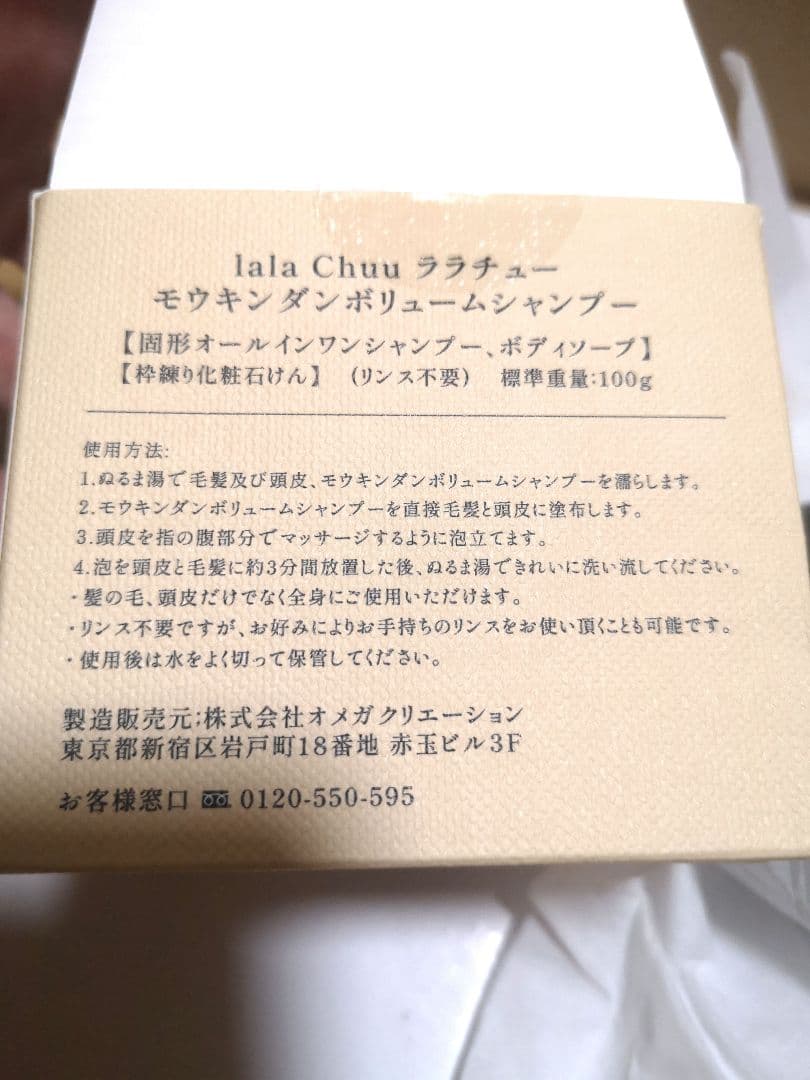 lala Chuu ララチュー
モウキンダンボリュームシャンプー
【固形オールインワンシャンプー、ボディソープ】
【枠練り化粧石けん】 (リンス不要) 標準重量:100g
使用方法:
1.ぬるま湯で毛髪及び頭皮、モウキンダンボリュームシャンプーを濡らします。
2.モウキンダンボリュームシャンプーを直接毛髪と頭皮に塗布します。
3.頭皮を指の腹部分でマッサージするように泡立てます。
4.泡を頭皮と毛髪に約3分間放置した後、ぬるま湯できれいに洗い流してください。
・髪の毛、頭皮だけでなく全身にご使用いただけます。
・リンス不要ですが、お好みによりお手持ちのリンスをお使い頂くことも可能です。
・使用後は水をよく切って保管してください。
製造販売元;株式会社オメガクリエーション
東京都新宿区岩戸町18番地 赤玉ビル3F
お客様窓口 0120-550-595